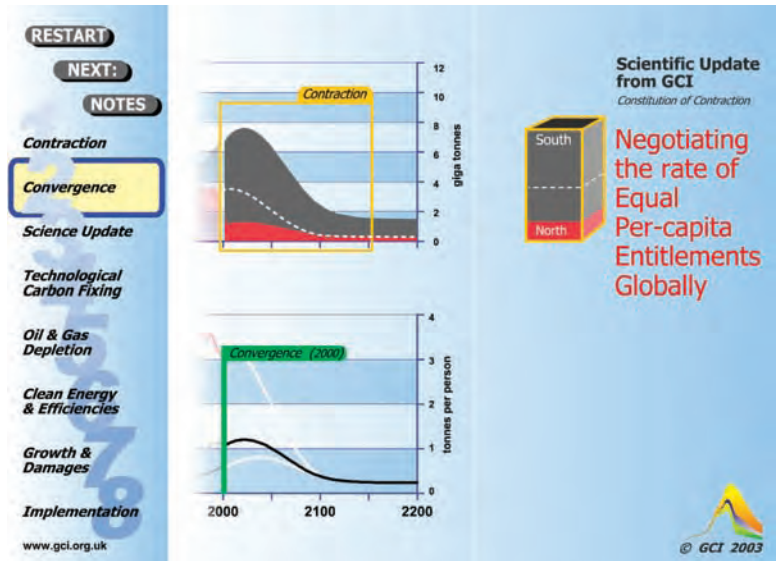 RESTART
NEXT:
NOTES
Contraction
Convergence
Science Update
Technological
Carbon Fixing
Oil & Gas
Depletion
Clean Energy
& Efficiencies
Growth &
Damages
Implementation
www.gci.org.uk
12345678
Contraction
12
10
8
6
4
2
0
giga tonnes
Convergence (2000)
4
3
2
1
0
tonnes per person
2000
2100
2200
Scientific Update
from GCI
Constitution of Contraction
South
North
Negotiating
the rate of
Equal
Per-capita
Entitlements
Globally
© GCI 2003